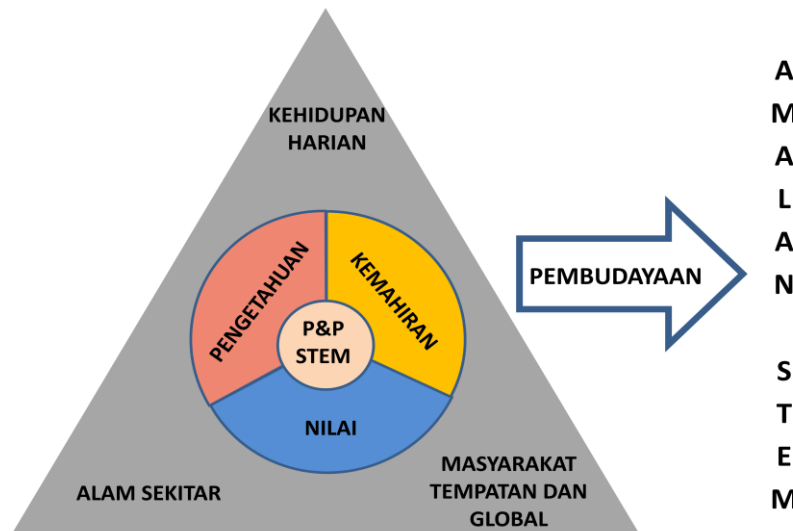 KEHIDUPAN
HARIAN
PENGETAHUAN
KEMAHIRAN
P&P
STEM
NILAI
ALAM SEKITAR
MASYARAKAT
TEMPATAN DAN
GLOBAL
PEMBUDAYAAN
A
M
A
L
A
N
S
T
E
M